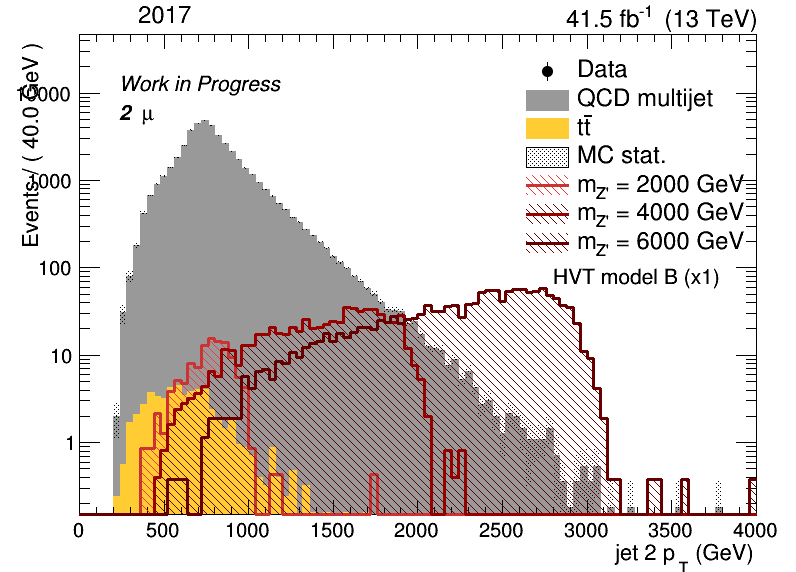 2017
41.5 fb⁻¹ (13 TeV)
Work in Progress
2 μ
Data
QCD multijet
tt̄
MC stat.
m_Z' = 2000 GeV
m_Z' = 4000 GeV
m_Z' = 6000 GeV
HVT model B (x1)
Events / ( 40.0 GeV )
10000
1000
100
10
1
0 500 1000 1500 2000 2500 3000 3500 4000
jet 2 p_T (GeV)